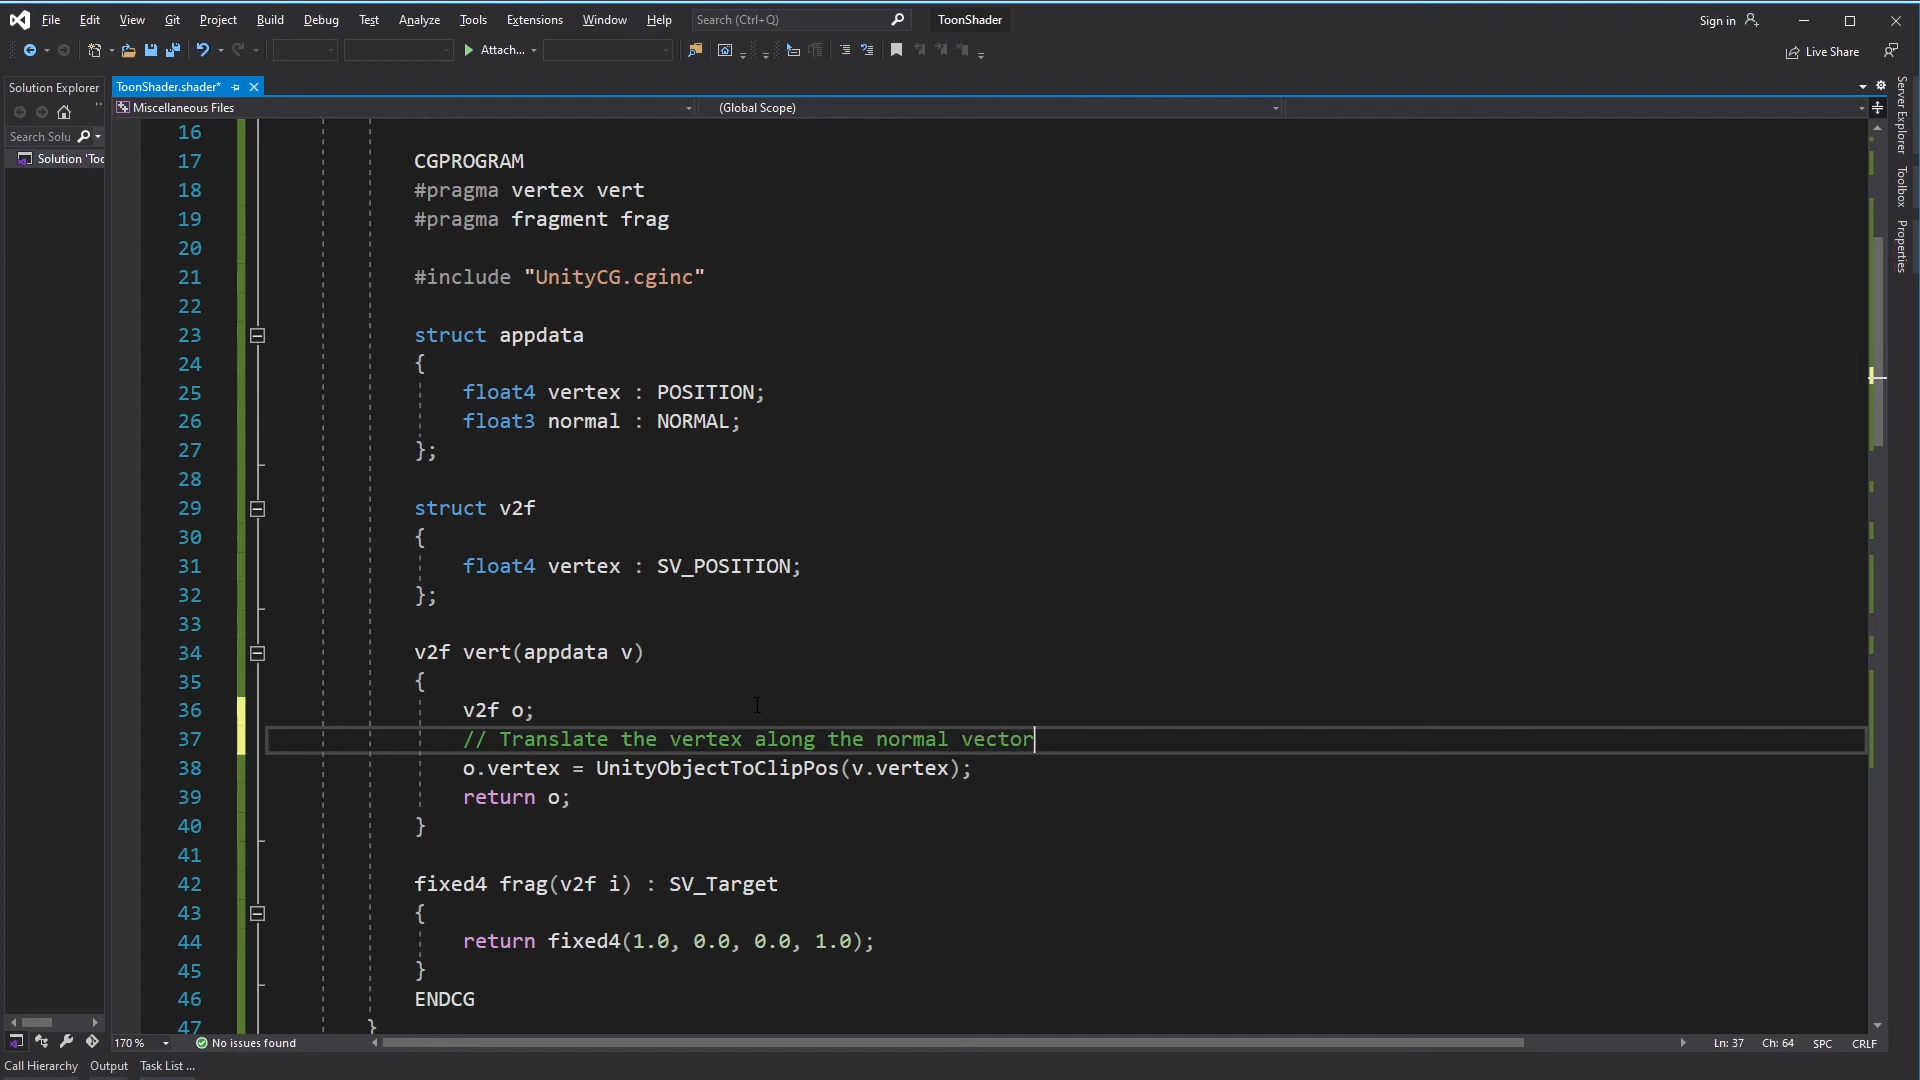 File Edit View Git Project Build Debug Test Analyze Tools Extensions Window Help Search (Ctrl+Q) ToonShader Sign in
Attach... Live Share
Solution Explorer ToonShader.shader*
Miscellaneous Files (Global Scope)
Search Solu
Solution 'Too
Server Explorer
Toolbox
Properties
16
17 CGPROGRAM
18 #pragma vertex vert
19 #pragma fragment frag
20
21 #include "UnityCG.cginc"
22
23 struct appdata
24 {
25 float4 vertex : POSITION;
26 float3 normal : NORMAL;
27 };
28
29 struct v2f
30 {
31 float4 vertex : SV_POSITION;
32 };
33
34 v2f vert(appdata v)
35 {
36 v2f o;
37 // Translate the vertex along the normal vector
38 o.vertex = UnityObjectToClipPos(v.vertex);
39 return o;
40 }
41
42 fixed4 frag(v2f i) : SV_Target
43 {
44 return fixed4(1.0, 0.0, 0.0, 1.0);
45 }
46 ENDCG
47 }
170 % No issues found Ln: 37 Ch: 64 SPC CRLF
Call Hierarchy Output Task List ...